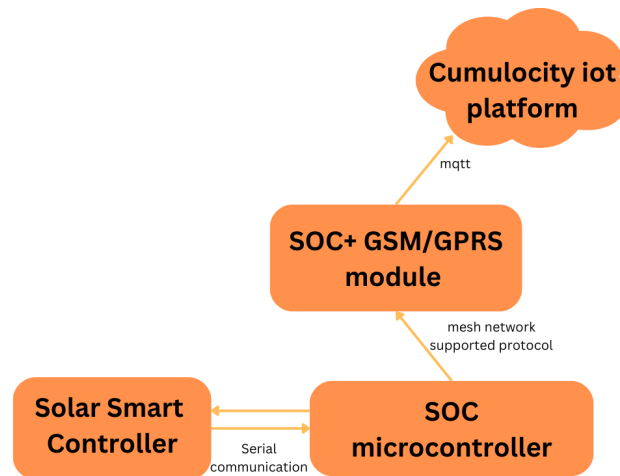 Cumulocity iot
platform
mqtt
SOC+ GSM/GPRS
module
mesh network
supported protocol
Solar Smart
Controller
Serial
communication
SOC
microcontroller